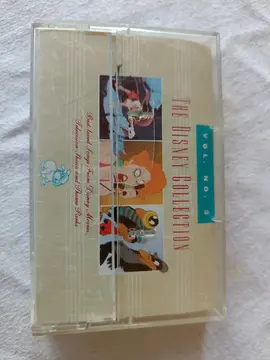 VOL. NO. 3
THE DISNEY COLLECTION
Best-loved Songs From Disney Movies,
Television Shows and Theme Parks